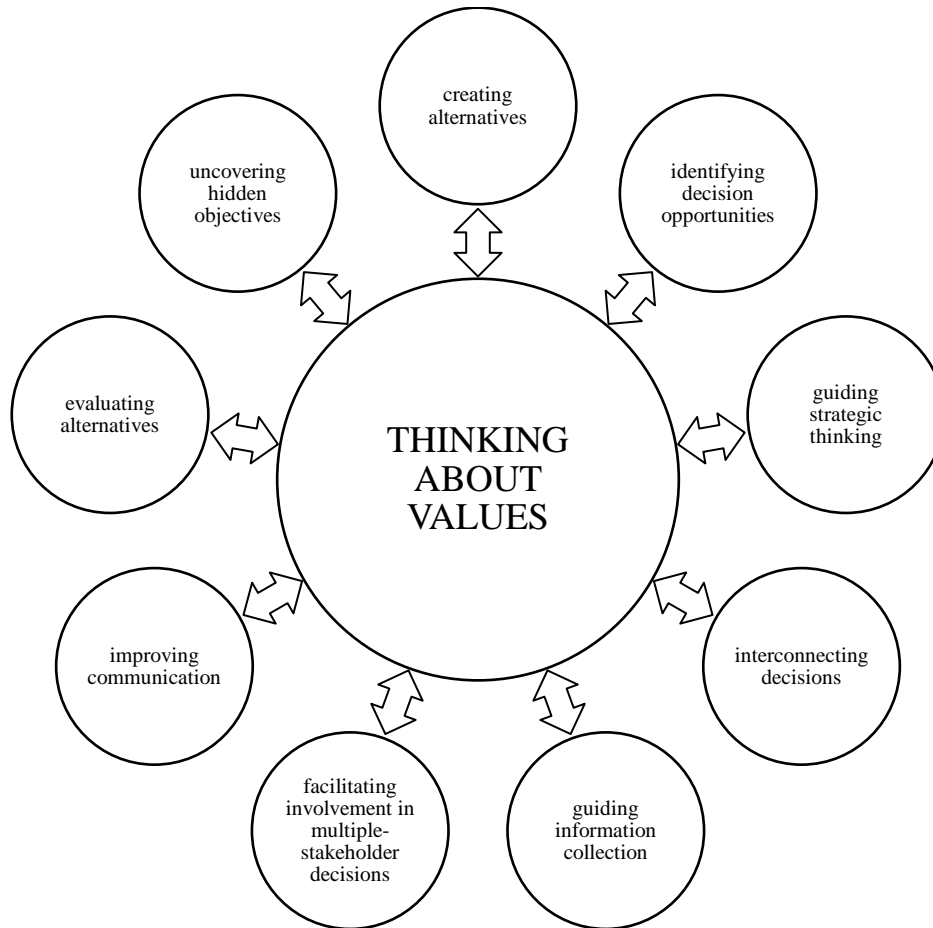 creating
alternatives
identifying
decision
opportunities
guiding
strategic
thinking
interconnecting
decisions
guiding
information
collection
facilitating
involvement in
multiple-
stakeholder
decisions
improving
communication
evaluating
alternatives
uncovering
hidden
objectives
THINKING
ABOUT
VALUES